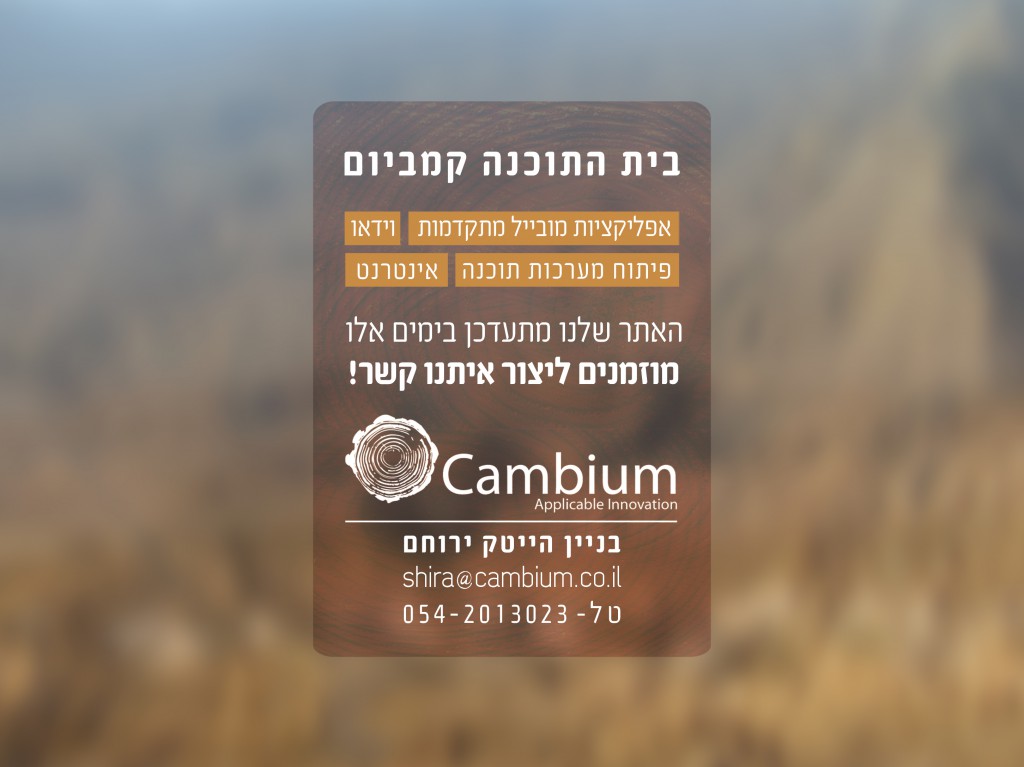 בית התוכנה קמביום
אפליקציות מובייל מתקדמות וידאו
פיתוח מערכות תוכנה אינטרנט
האתר שלנו מתעדכן בימים אלו
מוזמנים ליצור איתנו קשר!
Cambium
Applicable Innovation
בניין הייטק ירוחם
shira@cambium.co.il
טל- 054-2013023